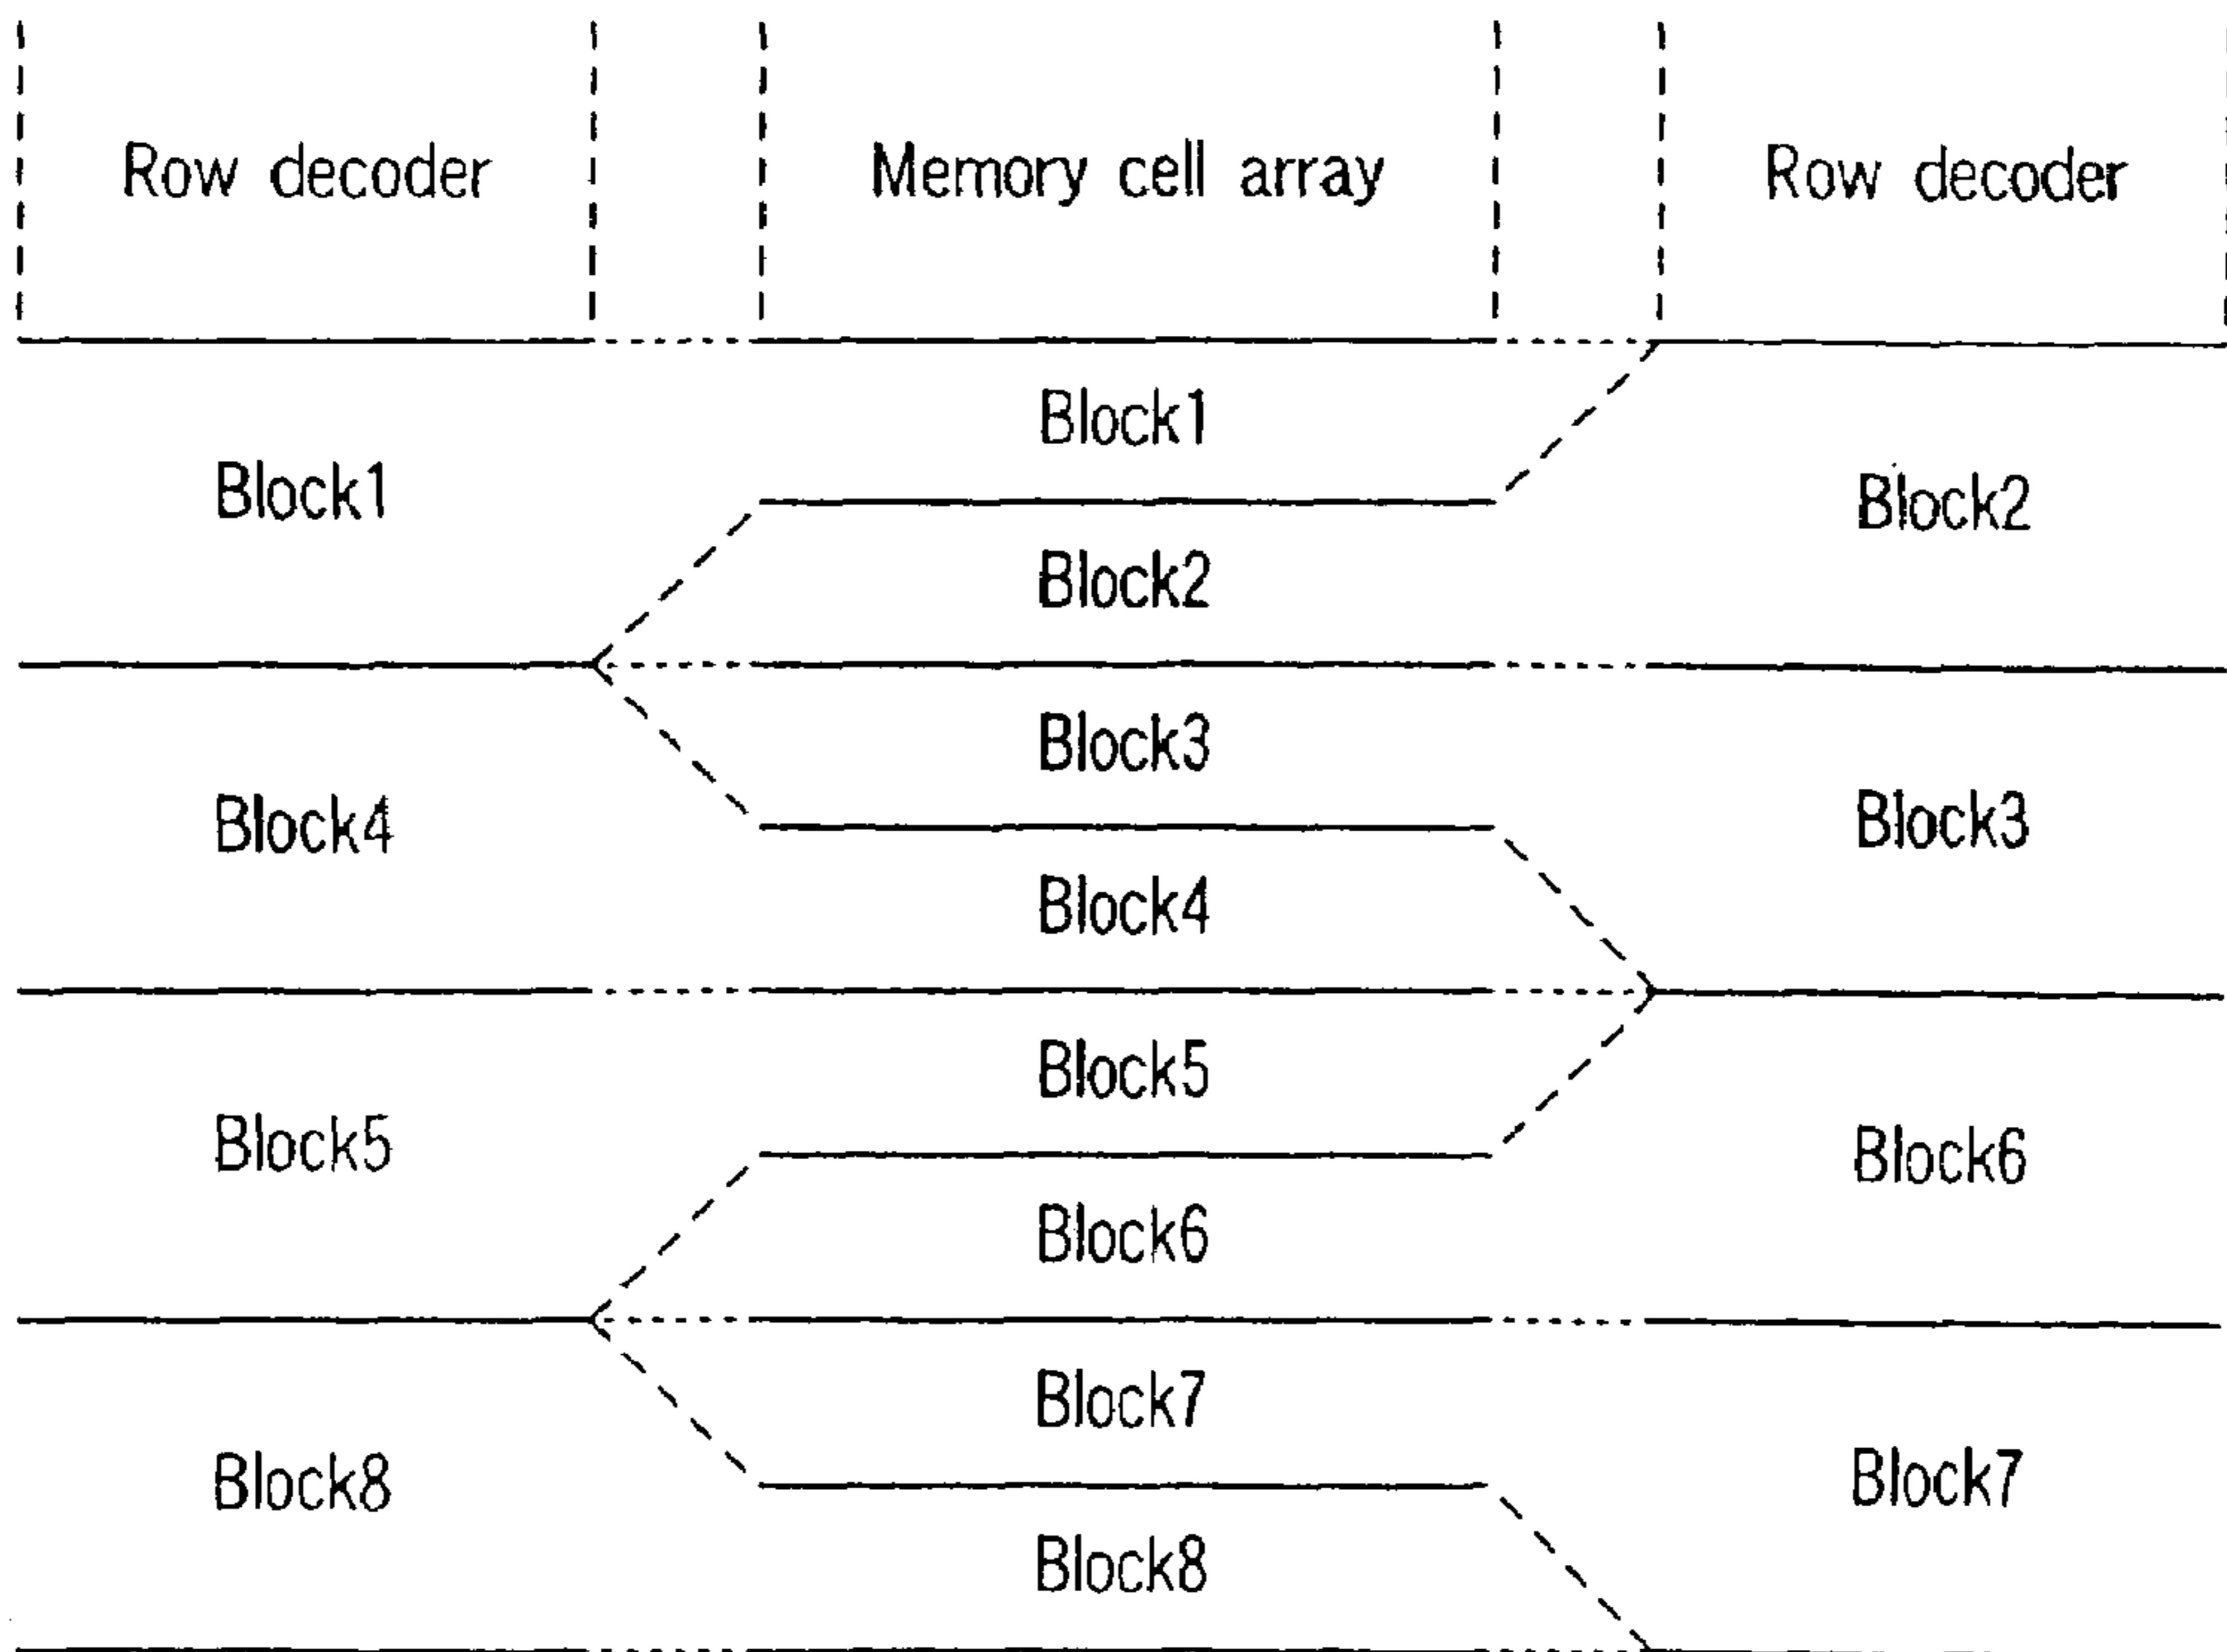 Row decoder
Memory cell array
Row decoder
Block1
Block1
Block2
Block2
Block3
Block4
Block3
Block4
Block5
Block5
Block6
Block6
Block7
Block8
Block7
Block8